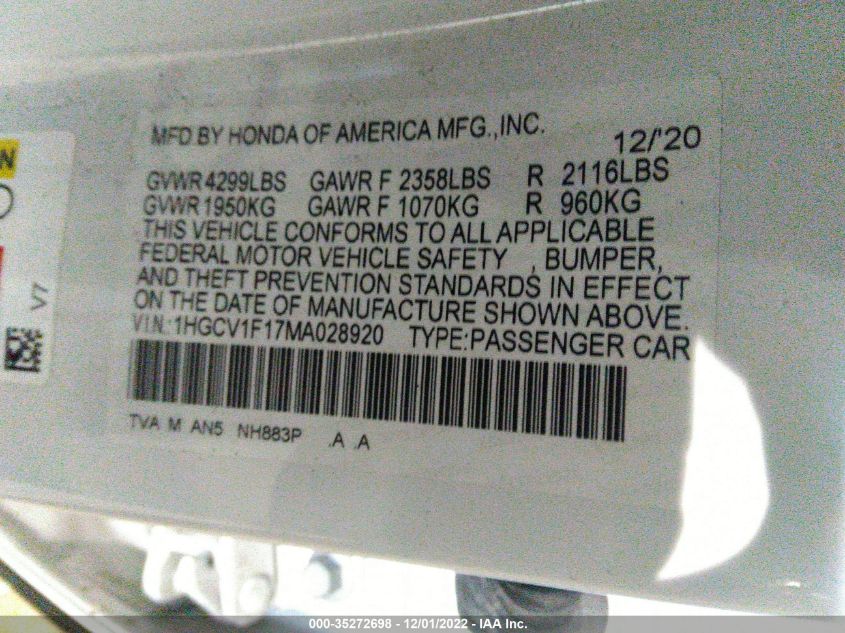 MFD.BY HONDA OF AMERICA MFG.,INC. 12/'20
GVWR 4299LBS GAWR F 2358LBS R 2116LBS
GVWR 1950KG GAWR F 1070KG R 960KG
THIS VEHICLE CONFORMS TO ALL APPLICABLE
FEDERAL MOTOR VEHICLE SAFETY , BUMPER,
AND THEFT PREVENTION STANDARDS IN EFFECT
ON THE DATE OF MANUFACTURE SHOWN ABOVE.
VIN.:1HGCV1F17MA028920 TYPE:PASSENGER CAR
TVA M AN5 NH883P .A .A
V7
000-35272698 - 12/01/2022 - IAA Inc.